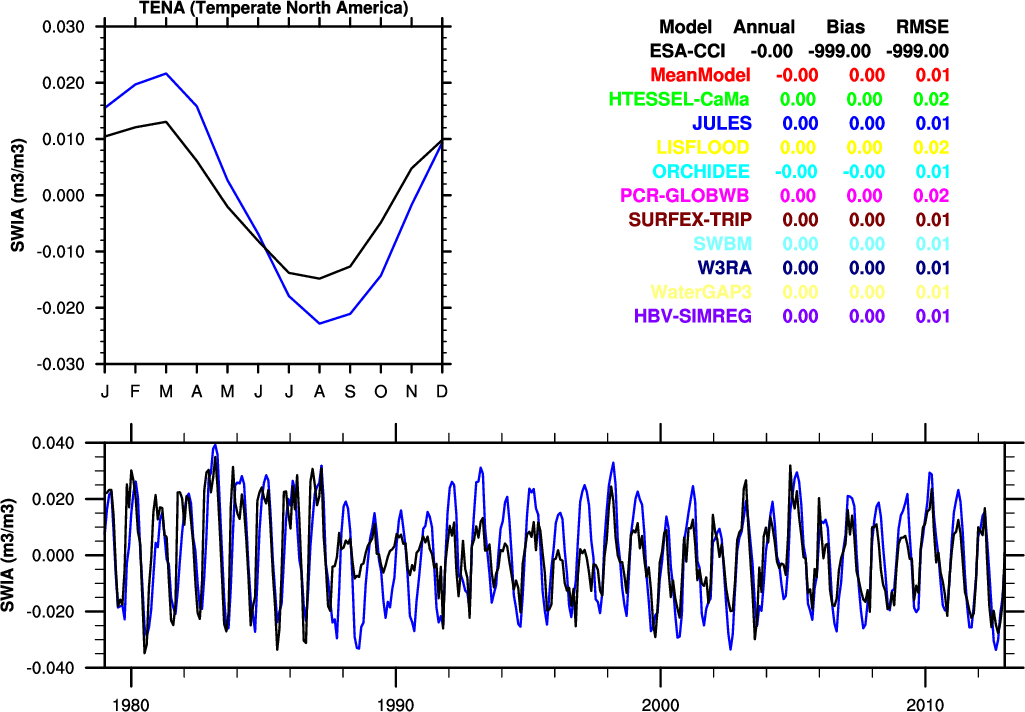 TENA (Temperate North America)
0.030
0.020
0.010
0.000
-0.010
-0.020
-0.030
SWIA (m3/m3)
J F M A M J J A S O N D
Model Annual Bias RMSE
ESA-CCI -0.00 -999.00 -999.00
MeanModel -0.00 0.00 0.01
HTESSEL-CaMa 0.00 0.00 0.02
JULES 0.00 0.00 0.01
LISFLOOD 0.00 0.00 0.02
ORCHIDEE -0.00 -0.00 0.01
PCR-GLOBWB 0.00 0.00 0.02
SURFEX-TRIP 0.00 0.00 0.01
SWBM 0.00 0.00 0.01
W3RA 0.00 0.00 0.01
WaterGAP3 0.00 0.00 0.01
HBV-SIMREG 0.00 0.00 0.01
0.040
0.020
0.000
-0.020
-0.040
SWIA (m3/m3)
1980 1990 2000 2010